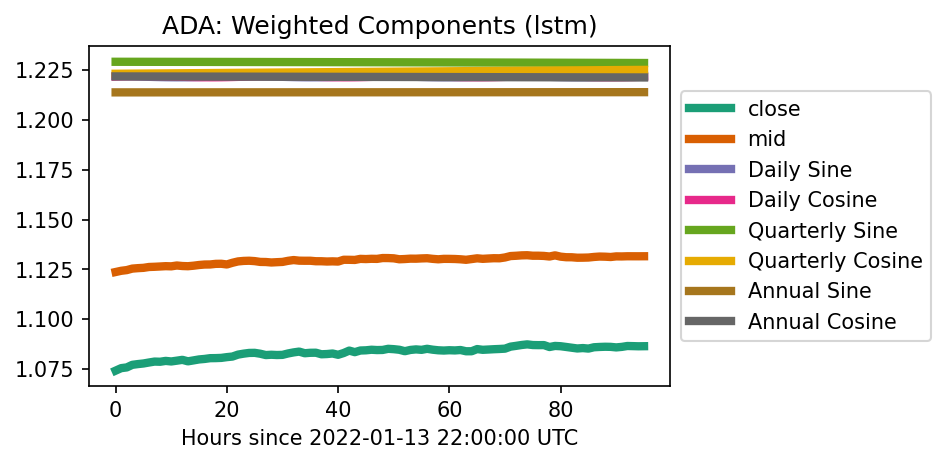 ADA: Weighted Components (lstm)
1.225
1.200
1.175
1.150
1.125
1.100
1.075
0 20 40 60 80
Hours since 2022-01-13 22:00:00 UTC
close
mid
Daily Sine
Daily Cosine
Quarterly Sine
Quarterly Cosine
Annual Sine
Annual Cosine